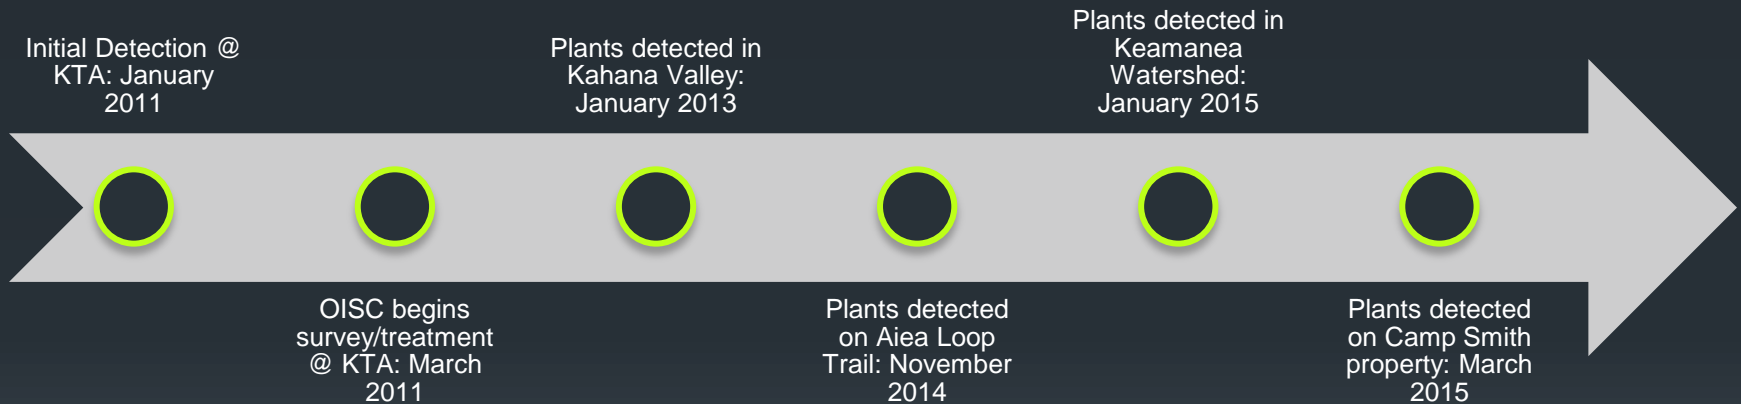 Initial Detection @
KTA: January
2011
OISC begins
survey/treatment
@ KTA: March
2011
Plants detected in
Kahana Valley:
January 2013
Plants detected
on Aiea Loop
Trail: November
2014
Plants detected in
Keamanea
Watershed:
January 2015
Plants detected
on Camp Smith
property: March
2015